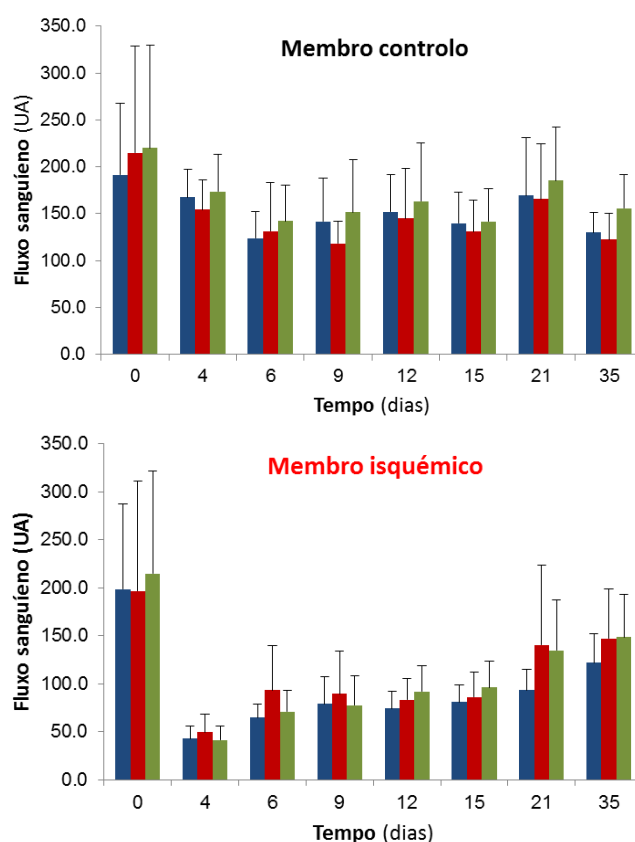 Membro controlo
350.0
300.0
250.0
200.0
150.0
100.0
50.0
0.0
Fluxo sanguíeno (UA)
0 4 6 9 12 15 21 35
Tempo (dias)
Membro isquémico
350.0
300.0
250.0
200.0
150.0
100.0
50.0
0.0
Fluxo sanguíeno (UA)
0 4 6 9 12 15 21 35
Tempo (dias)